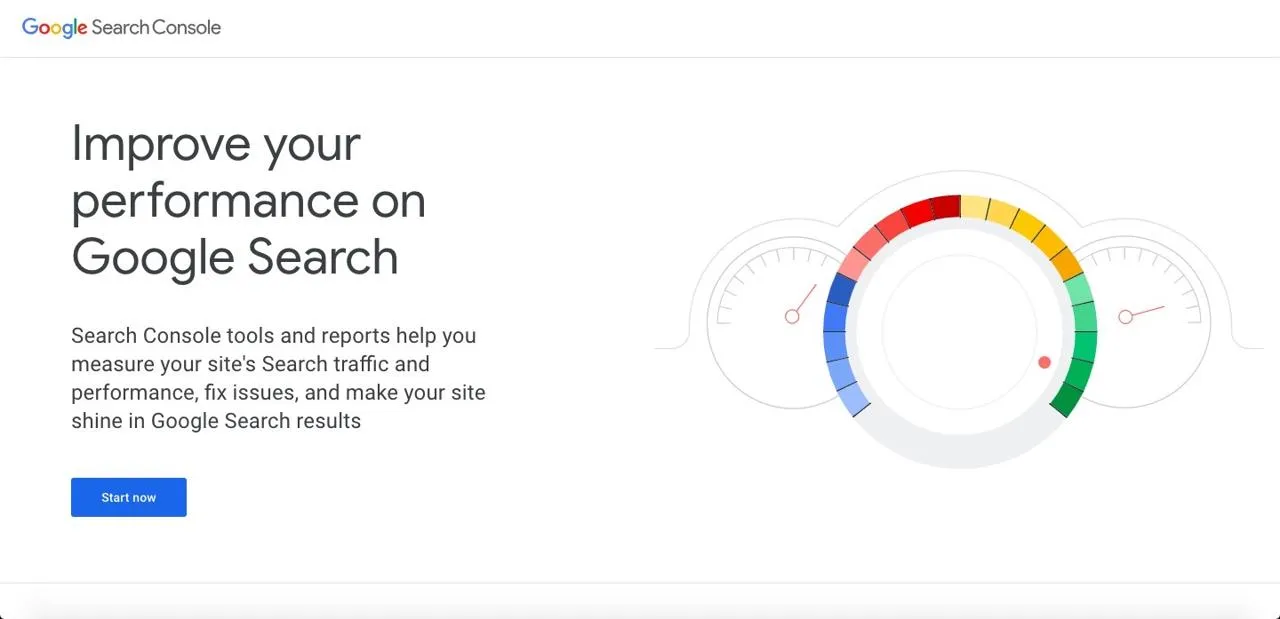 Google Search Console
Improve your
performance on
Google Search
Search Console tools and reports help you
measure your site's Search traffic and
performance, fix issues, and make your site
shine in Google Search results
Start now